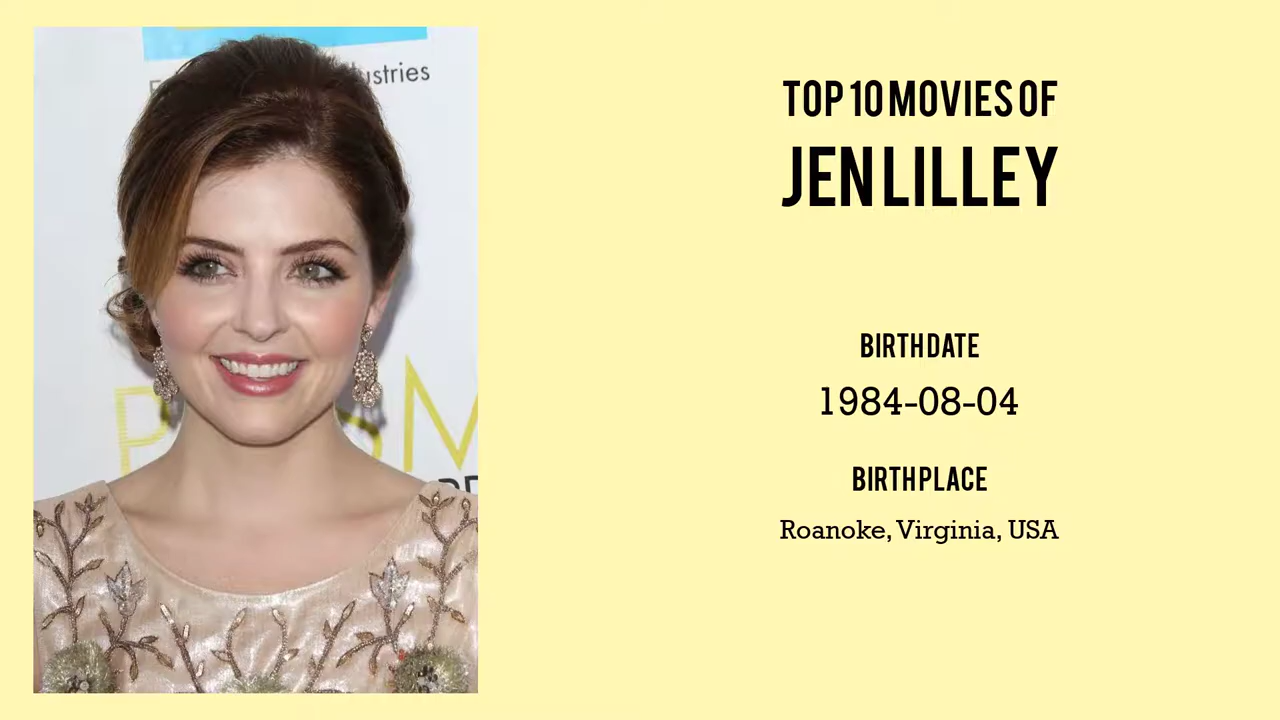 ustries
TOP 10 MOVIES OF
JEN LILLEY
BIRTHDATE
1984-08-04
BIRTHPLACE
Roanoke, Virginia, USA